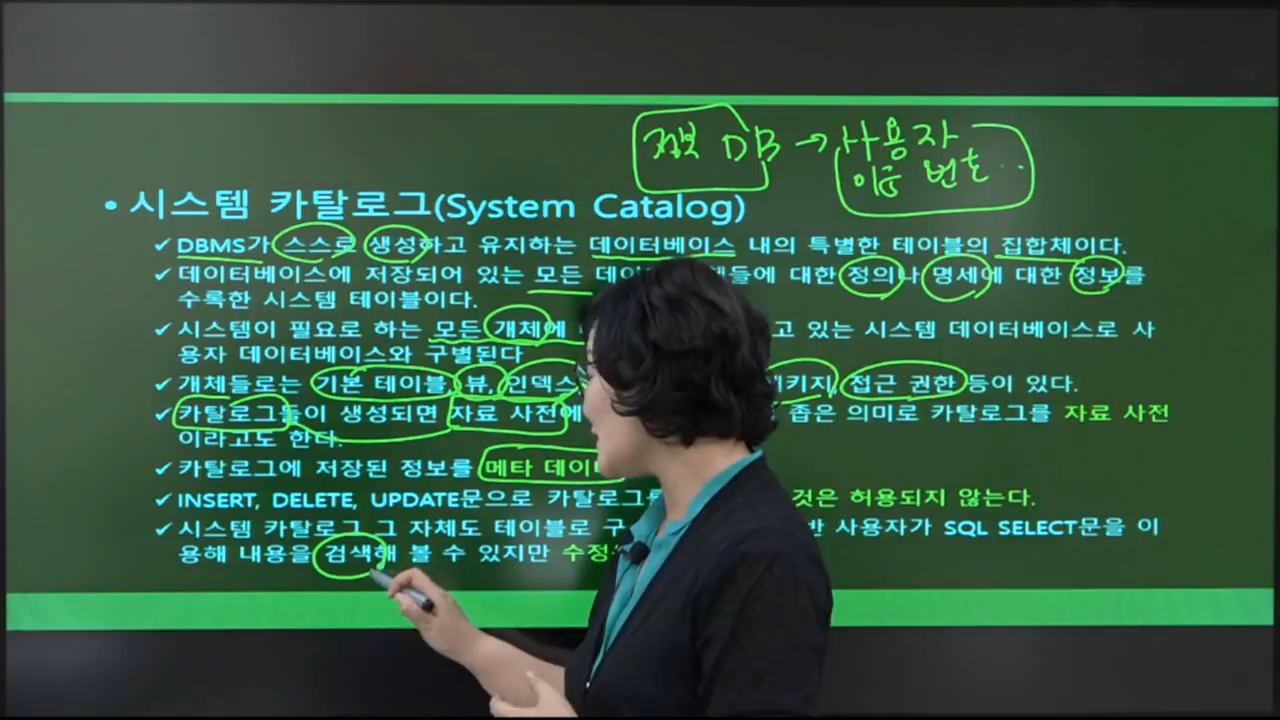 정보 DB → 사용자
이름 번호..
• 시스템 카탈로그(System Catalog)
✓ DBMS가 스스로 생성하고 유지하는 데이터베이스 내의 특별한 테이블의 집합체이다.
✓ 데이터베이스에 저장되어 있는 모든 들에 대한 정의나 명세에 대한 정보를
수록한 시스템 테이블이다.
✓ 시스템이 필요로 하는 모든 개체에 고 있는 시스템 데이터베이스로 사
용자 데이터베이스와 구별된다
✓ 개체들로는 기본 테이블, 뷰, 인덱스 접근 권한 등이 있다.
✓ 카탈로그들이 생성되면 자료 사전에 좁은 의미로 카탈로그를 자료 사전
이라고도 한다.
✓ 카탈로그에 저장된 정보를 메타
✓ INSERT, DELETE, UPDATE문으로 것은 허용되지 않는다.
✓ 시스템 카탈로그 그 자체도 테이블로 사용자가 SQL SELECT문을 이
용해 내용을 검색해 볼 수 있지만